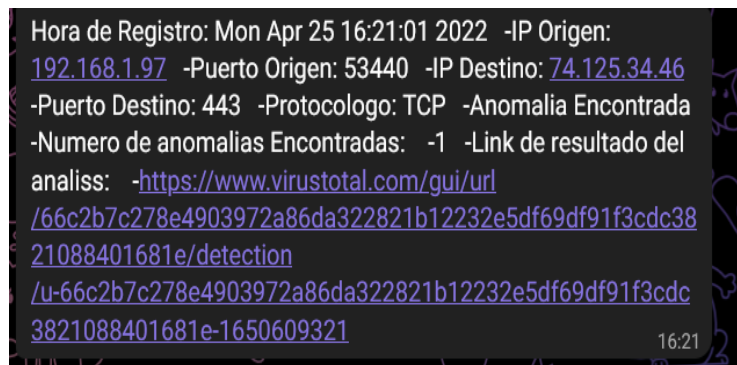 Hora de Registro: Mon Apr 25 16:21:01 2022 -IP Origen:
192.168.1.97 -Puerto Origen: 53440 -IP Destino: 74.125.34.46
-Puerto Destino: 443 -Protocologo: TCP -Anomalia Encontrada
-Numero de anomalias Encontradas: -1 -Link de resultado del
analiss: -https://www.virustotal.com/gui/url
/66c2b7c278e4903972a86da322821b12232e5df69df91f3cdc38
21088401681e/detection
/u-66c2b7c278e4903972a86da322821b12232e5df69df91f3cdc
3821088401681e-1650609321
16:21